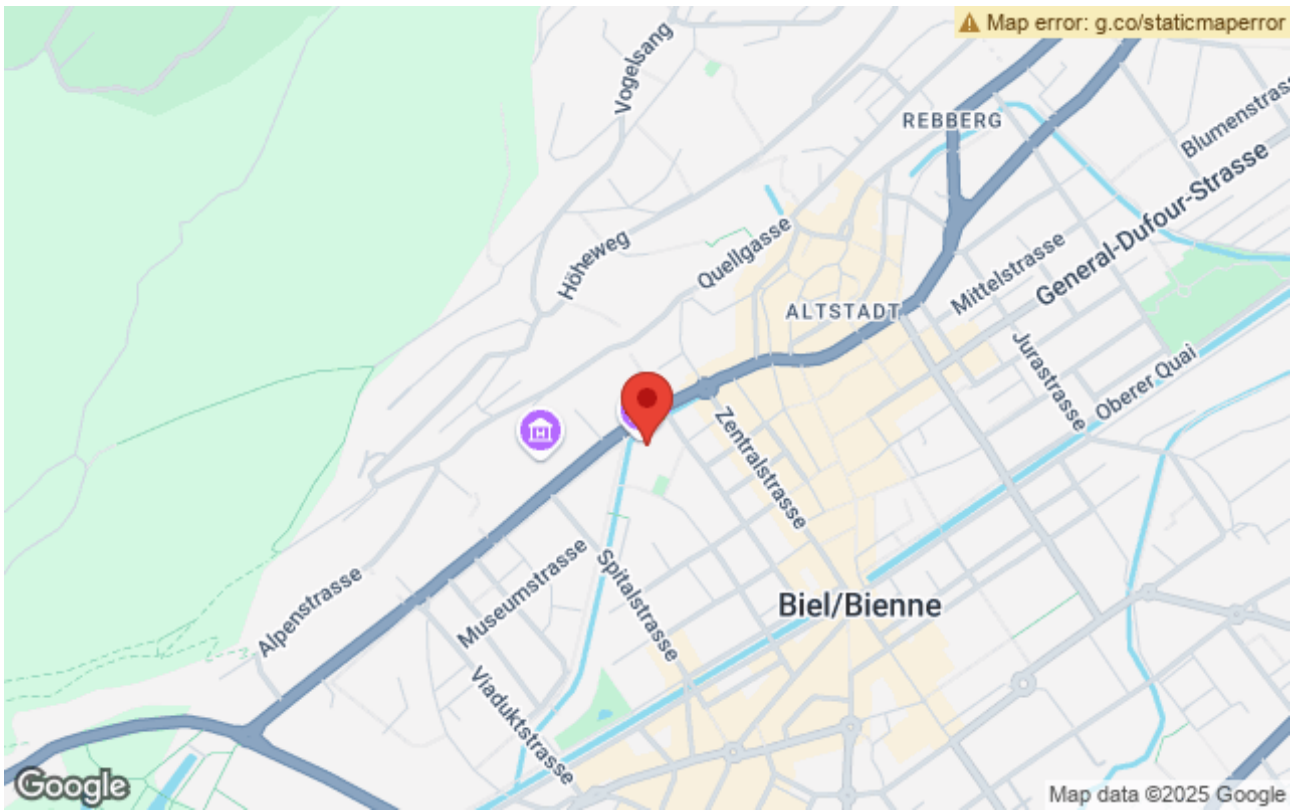 Map error: g.co/staticmaperror
Vogelsang
REBBERG
Blumenstrass
General-Dufour-Strasse
Höheweg
Quellgasse
Mittelstrasse
ALTSTADT
Jurastrasse
Oberer Quai
Zentralstrasse
H
Museumstrasse
Spitalstrasse
Alpenstrasse
Biel/Bienne
Viaduktstrasse
Google
Map data ©2025 Google